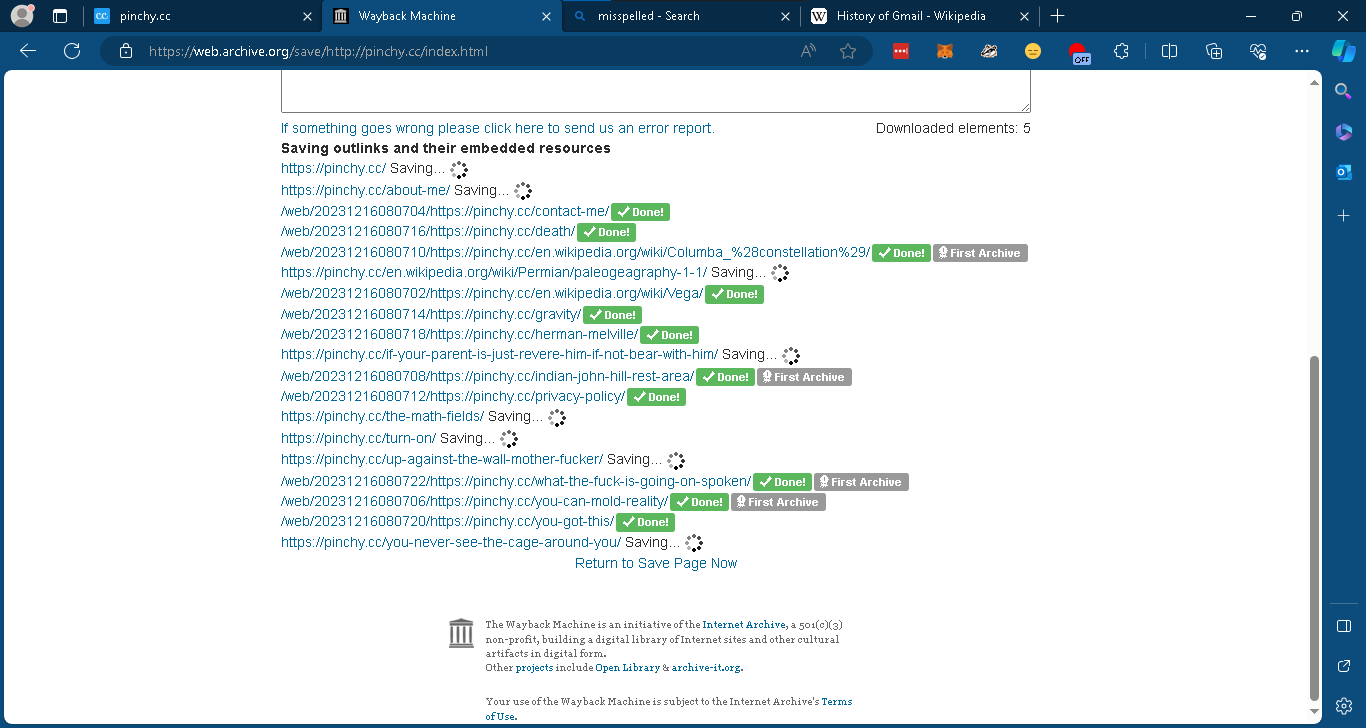 pinchy.cc
Wayback Machine
misspelled - Search
History of Gmail - Wikipedia
https://web.archive.org/save/http://pinchy.cc/index.html
OFF
If something goes wrong please click here to send us an error report. Downloaded elements: 5
Saving outlinks and their embedded resources
https://pinchy.cc/ Saving...
https://pinchy.cc/about-me/ Saving...
/web/20231216080704/https://pinchy.cc/contact-me/ Done!
/web/20231216080716/https://pinchy.cc/death/ Done!
/web/20231216080710/https://pinchy.cc/en.wikipedia.org/wiki/Columba_%28constellation%29/ Done! First Archive
https://pinchy.cc/en.wikipedia.org/wiki/Permian/paleogeagraphy-1-1/ Saving...
/web/20231216080702/https://pinchy.cc/en.wikipedia.org/wiki/Vega/ Done!
/web/20231216080714/https://pinchy.cc/gravity/ Done!
/web/20231216080718/https://pinchy.cc/herman-melville/ Done!
https://pinchy.cc/if-your-parent-is-just-revere-him-if-not-bear-with-him/ Saving...
/web/20231216080708/https://pinchy.cc/indian-john-hill-rest-area/ Done! First Archive
/web/20231216080712/https://pinchy.cc/privacy-policy/ Done!
https://pinchy.cc/the-math-fields/ Saving...
https://pinchy.cc/turn-on/ Saving...
https://pinchy.cc/up-against-the-wall-mother-fucker/ Saving...
/web/20231216080722/https://pinchy.cc/what-the-fuck-is-going-on-spoken/ Done! First Archive
/web/20231216080706/https://pinchy.cc/you-can-mold-reality/ Done! First Archive
/web/20231216080720/https://pinchy.cc/you-got-this/ Done!
https://pinchy.cc/you-never-see-the-cage-around-you/ Saving...
Return to Save Page Now
The Wayback Machine is an initiative of the Internet Archive, a 501(c)(3)
non-profit, building a digital library of Internet sites and other cultural
artifacts in digital form.
Other projects include Open Library & archive-it.org.
Your use of the Wayback Machine is subject to the Internet Archive's Terms
of Use.